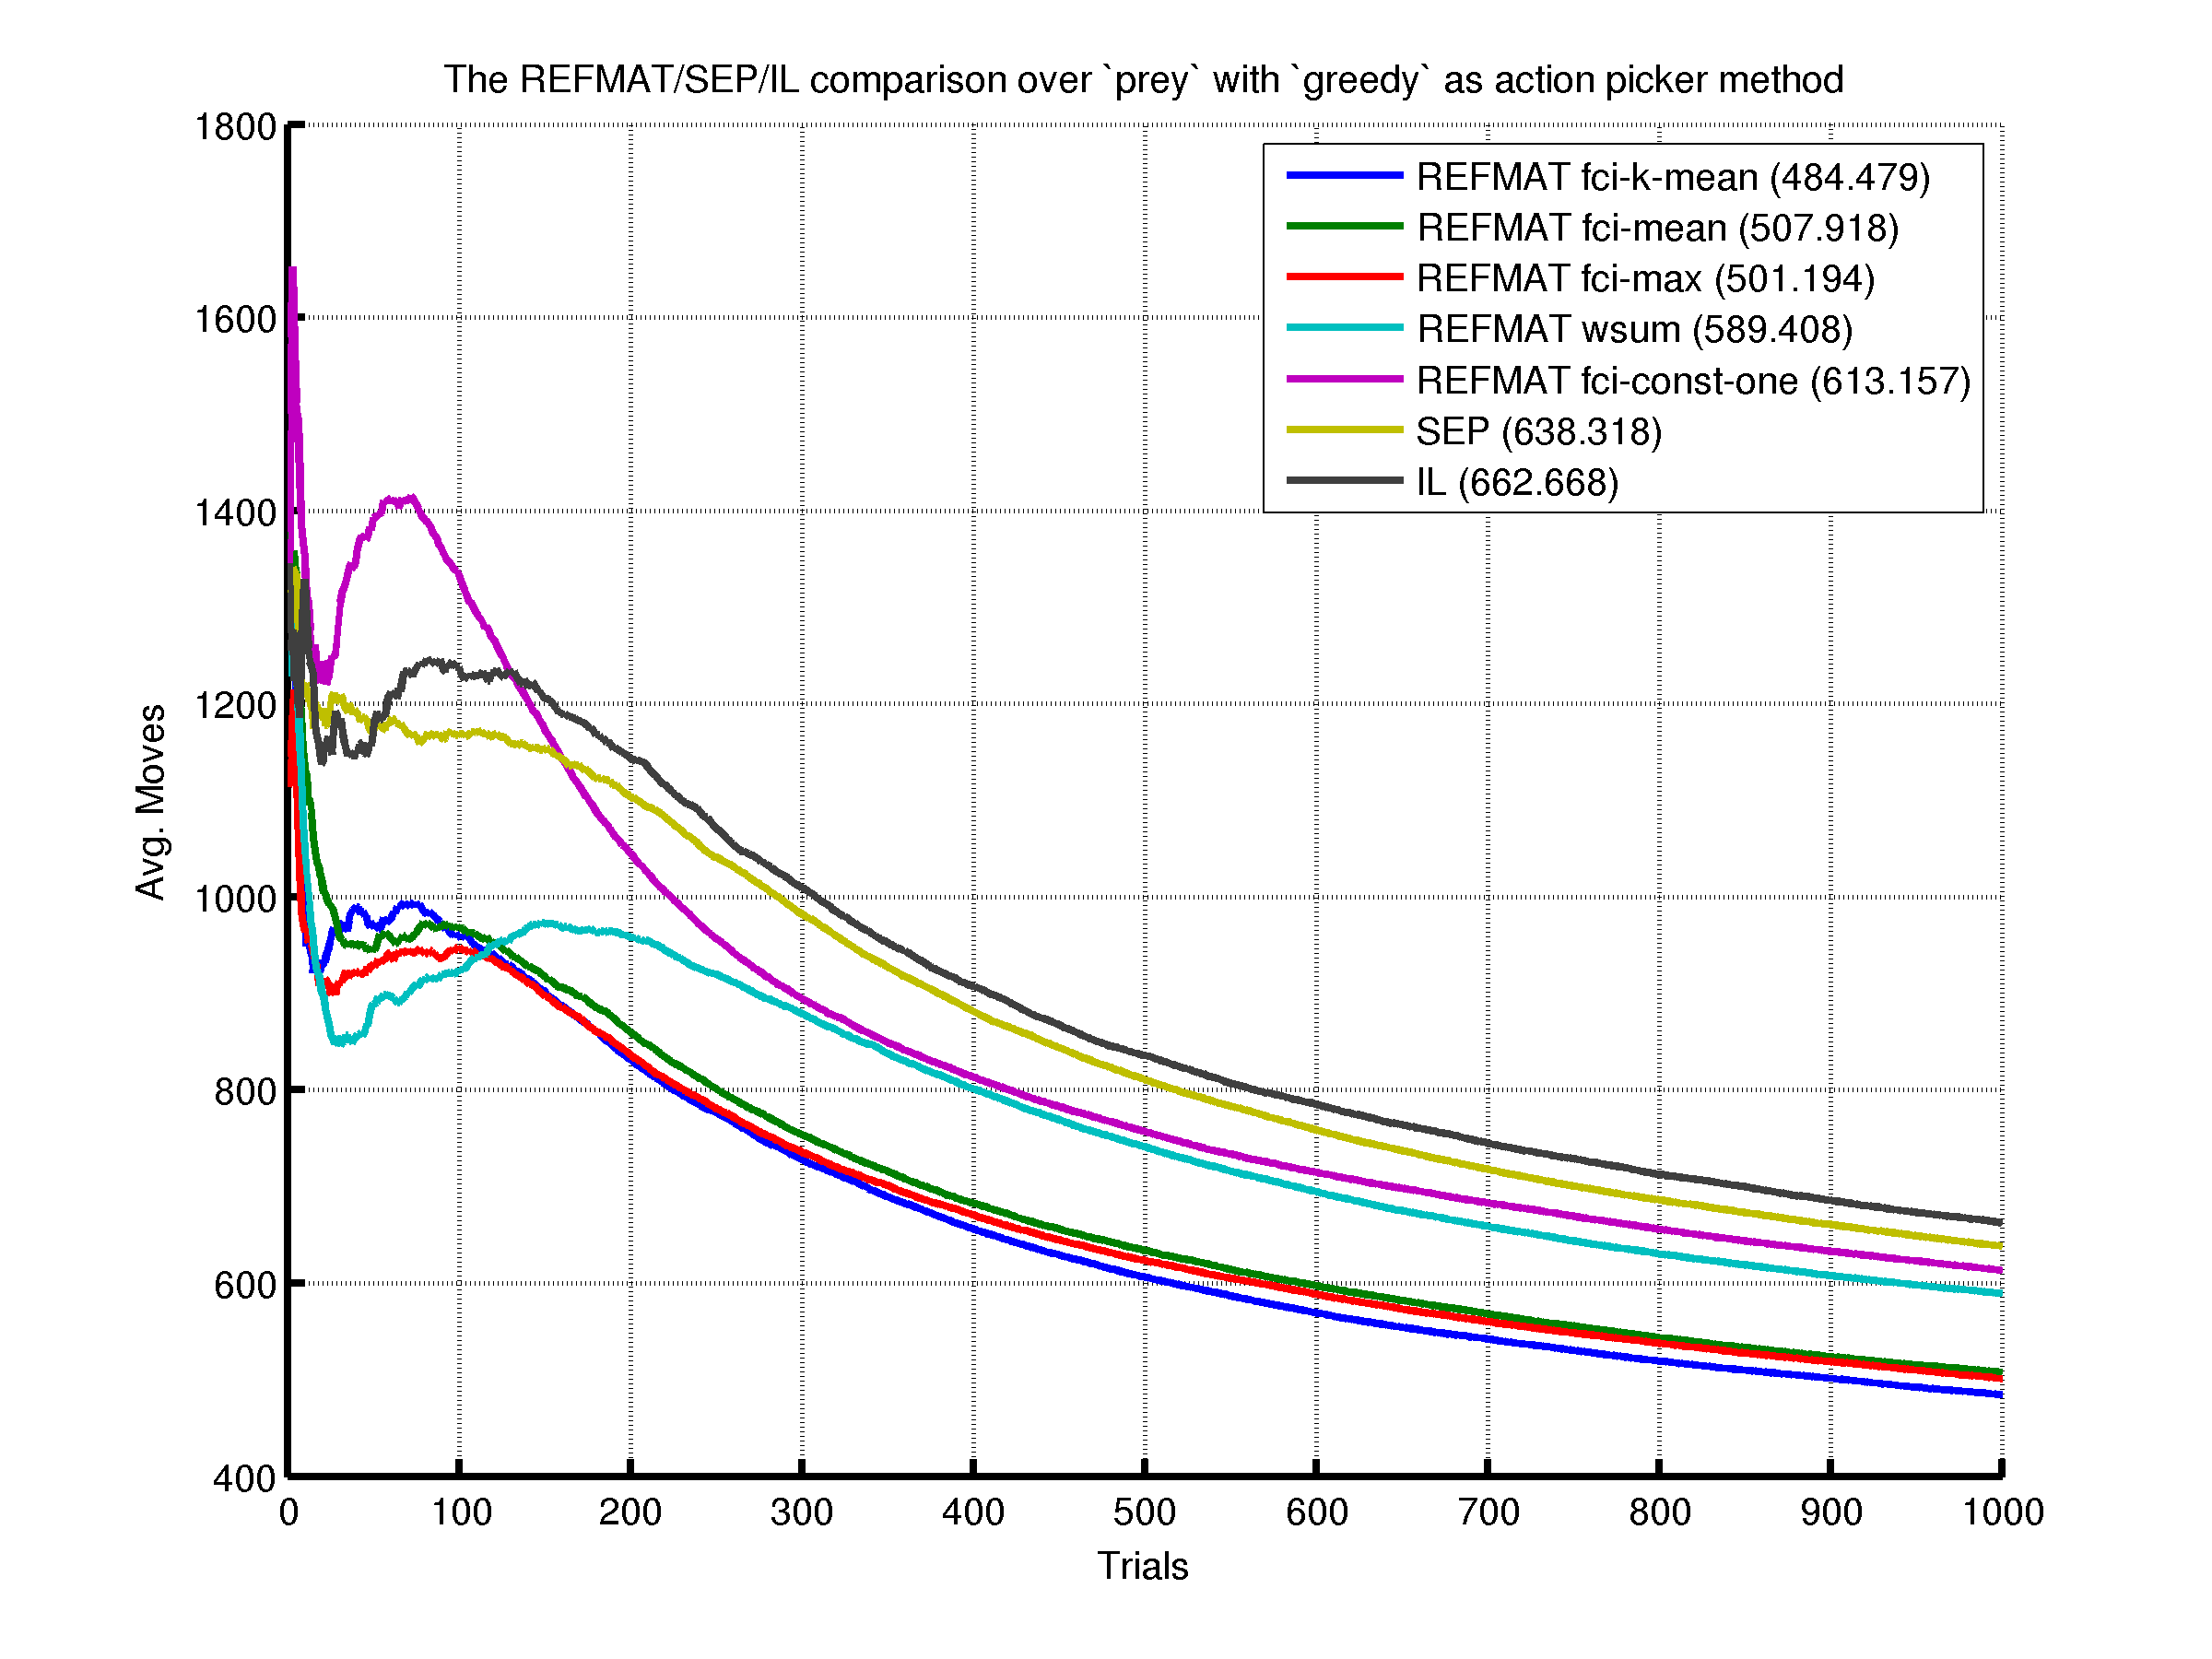 The REFMAT/SEP/IL comparison over `prey` with `greedy` as action picker method
1800
1600
1400
1200
1000
800
600
400
Avg. Moves
REFMAT fci-k-mean (484.479)
REFMAT fci-mean (507.918)
REFMAT fci-max (501.194)
REFMAT wsum (589.408)
REFMAT fci-const-one (613.157)
SEP (638.318)
IL (662.668)
0 100 200 300 400 500 600 700 800 900 1000
Trials